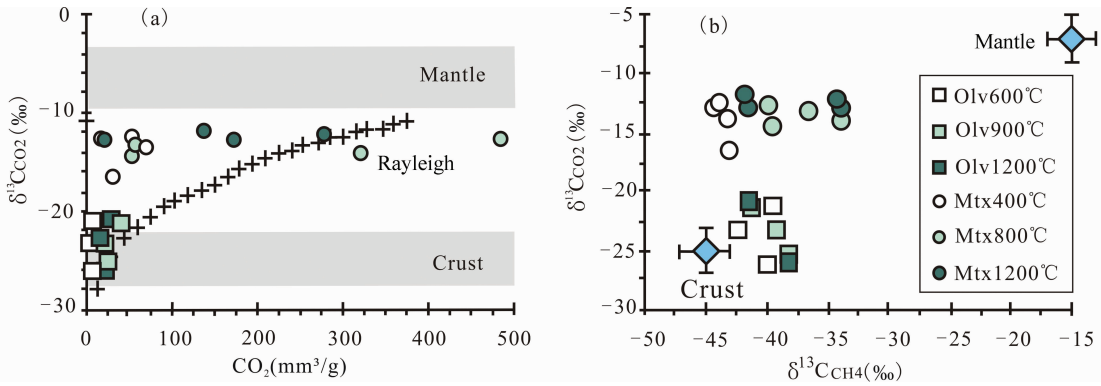 (a)
0
−10
−20
−30
δ¹³CCO2 (‰)
Mantle
Rayleigh
Crust
0 100 200 300 400 500
CO₂(mm³/g)
(b)
−5
−10
−15
−20
−25
−30
δ¹³CCO2 (‰)
Mantle
Olv600℃
Olv900℃
Olv1200℃
Mtx400℃
Mtx800℃
Mtx1200℃
Crust
−50 −45 −40 −35 −30 −25 −20 −15
δ¹³CCH4(‰)